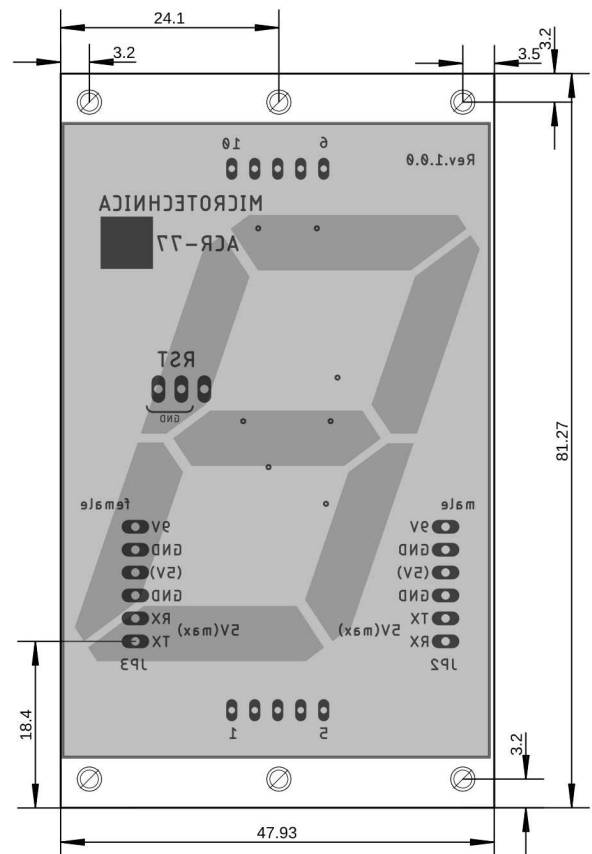 24.1
3.2
3.5
3.2
10 6
Rev.1.0.0
MICROTECHNICA
ACR-77
RST
GND
81.27
female male
9V 9V
GND GND
(5V) (5V)
GND GND
RX TX
5V(max) 5V(max)
TX RX
JP3 JP2
18.4
1 5
3.2
47.93